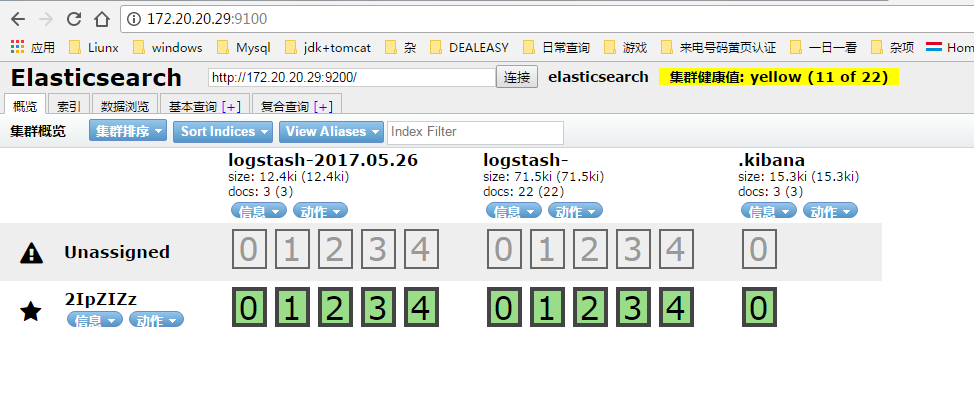 172.20.20.29:9100
应用 Liunx windows Mysql jdk+tomcat 杂 DEALEASY 日常查询 游戏 来电号码黄页认证 一日一看 杂项 Hom
Elasticsearch http://172.20.20.29:9200/ 连接 elasticsearch 集群健康值: yellow (11 of 22)
概览 索引 数据浏览 基本查询 [+] 复合查询 [+]
集群概览 集群排序 Sort Indices View Aliases Index Filter
logstash-2017.05.26 logstash- .kibana
size: 12.4ki (12.4ki) size: 71.5ki (71.5ki) size: 15.3ki (15.3ki)
docs: 3 (3) docs: 22 (22) docs: 3 (3)
信息 动作 信息 动作 信息 动作
Unassigned 0 1 2 3 4 0 1 2 3 4 0
2IpZIZz 0 1 2 3 4 0 1 2 3 4 0
信息 动作